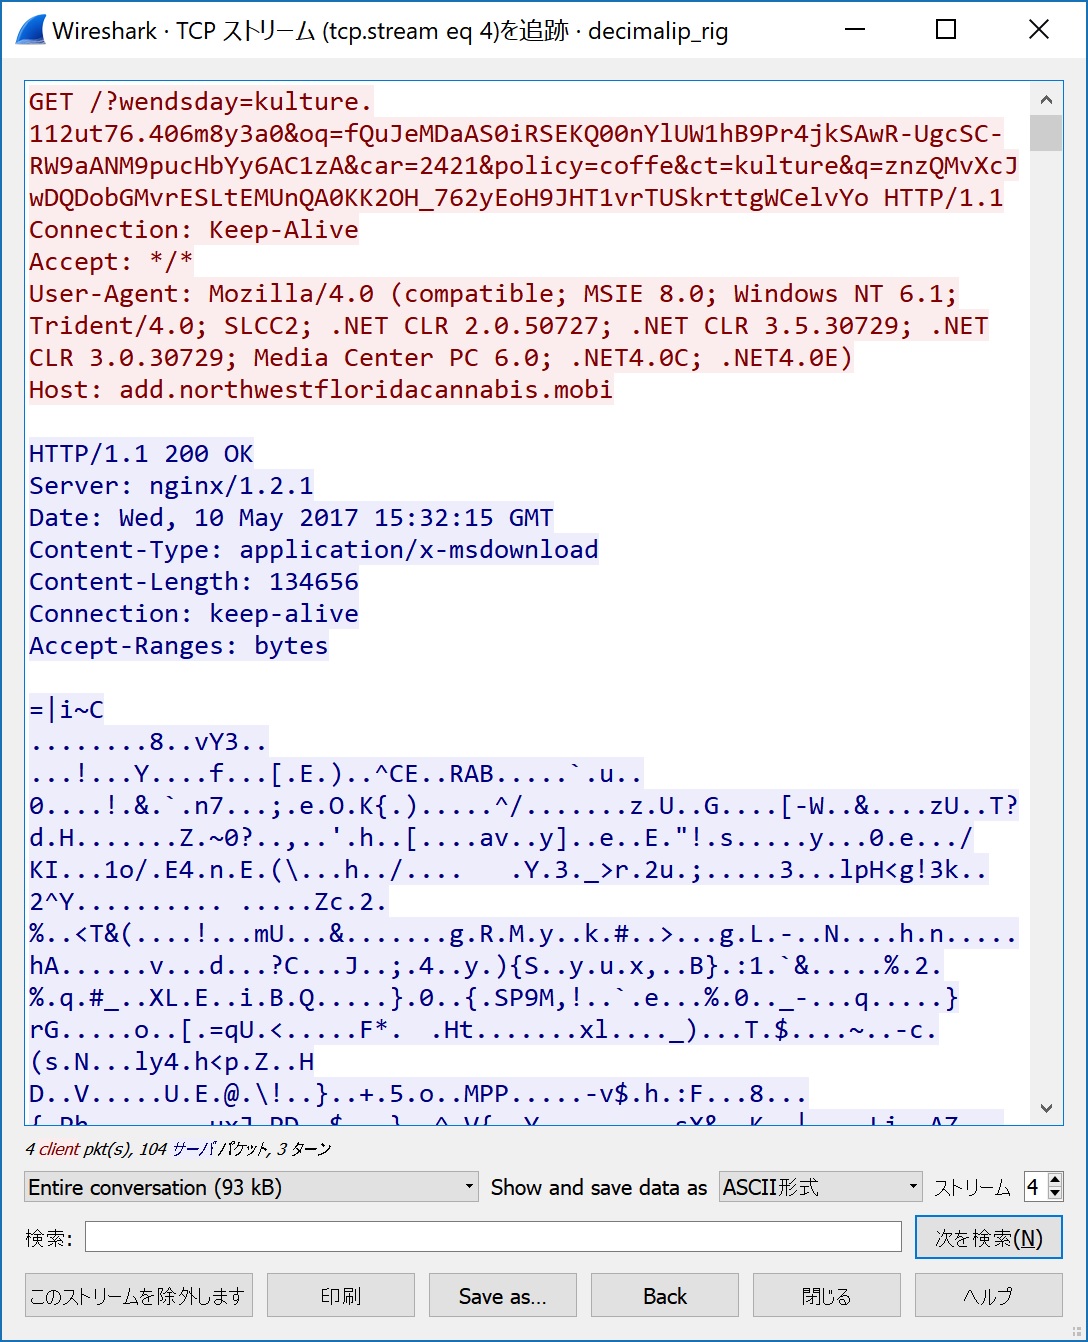 Wireshark · TCP ストリーム (tcp.stream eq 4)を追跡 · decimalip_rig
GET /?wendsday=kulture.
112ut76.406m8y3a0&oq=fQuJeMDaAS0iRSEKQ00nYlUW1hB9Pr4jkSAwR-UgcSC-
RW9aANM9pucHbYy6AC1zA&car=2421&policy=coffe&ct=kulture&q=znzQMvXcJ
wDQDobGMvrESLtEMUnQA0KK2OH_762yEoH9JHT1vrTUSkrttgWCelvYo HTTP/1.1
Connection: Keep-Alive
Accept: */*
User-Agent: Mozilla/4.0 (compatible; MSIE 8.0; Windows NT 6.1;
Trident/4.0; SLCC2; .NET CLR 2.0.50727; .NET CLR 3.5.30729; .NET
CLR 3.0.30729; Media Center PC 6.0; .NET4.0C; .NET4.0E)
Host: add.northwestfloridacannabis.mobi
HTTP/1.1 200 OK
Server: nginx/1.2.1
Date: Wed, 10 May 2017 15:32:15 GMT
Content-Type: application/x-msdownload
Content-Length: 134656
Connection: keep-alive
Accept-Ranges: bytes
=|i~C
........8..vY3..
...!...Y....f...[.E.)..^CE..RAB.....`.u..
0....!.&.`.n7...;.e.O.K{.).....^/.......z.U..G....[-W..&....zU..T?
d.H.......Z.~0?..,..'.h..[....av..y]..e..E."!.s.....y...0.e.../
KI...1o/.E4.n.E.(\...h../....   .Y.3._>r.2u.;.....3...lpH<g!3k..
2^Y.......... .....Zc.2.
%..<T&(....!...mU...&.......g.R.M.y..k.#..>...g.L.-..N....h.n.....
hA......v...d...?C...J..;.4..y.){S..y.u.x,..B}.:1.`&.....%.2.
%.q.#_..XL.E..i.B.Q.....}.0..{.SP9M,!..`.e...%.0.._-...q.....}
rG.....o..[.=qU.<.....F*.  .Ht.......xl...._)...T.$....~..-c.
(s.N...ly4.h<p.Z..H
D..V.....U.E.@.\!..}..+.5.o..MPP.....-v$.h.:F...8...
4 client pkt(s), 104 サーバ パケット, 3 ターン
Entire conversation (93 kB) Show and save data as ASCII形式 ストリーム 4
検索: 次を検索(N)
このストリームを除外します 印刷 Save as... Back 閉じる ヘルプ